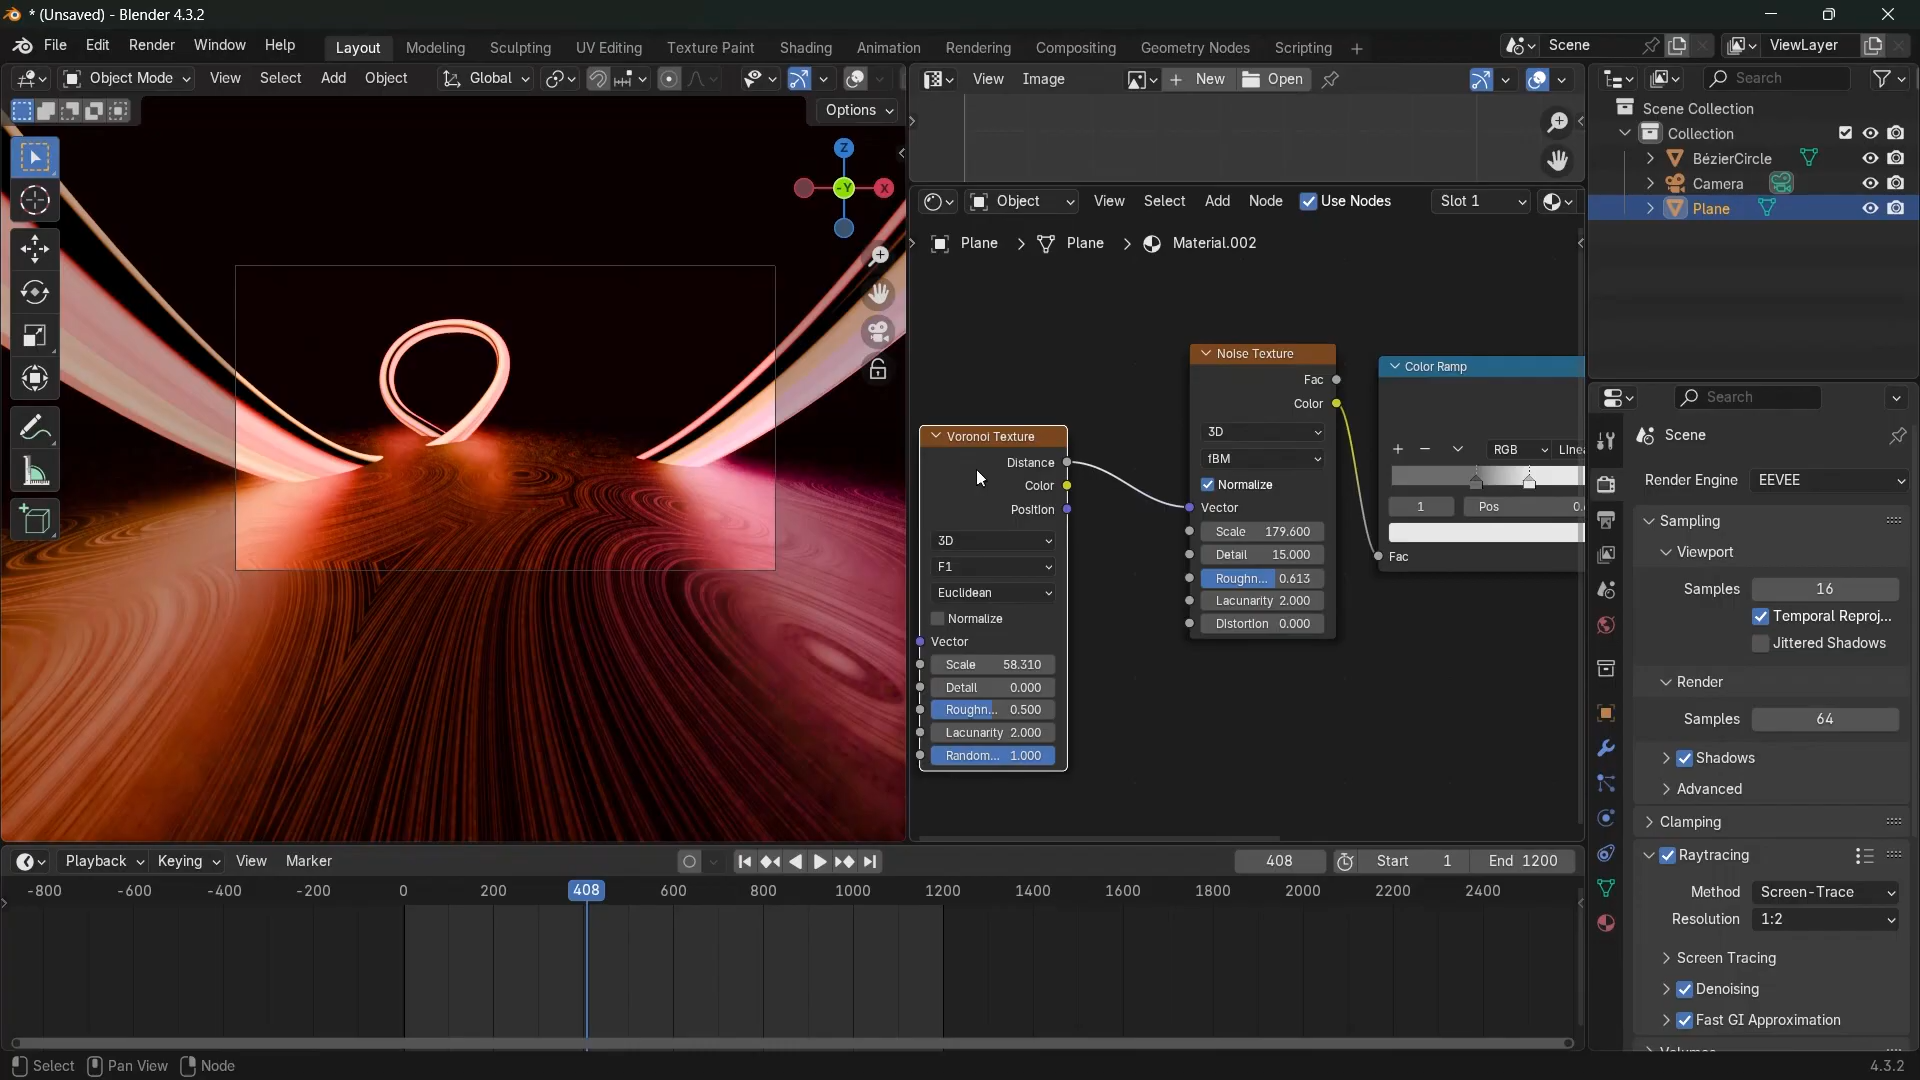 * (Unsaved) - Blender 4.3.2
File Edit Render Window Help
Layout Modeling Sculpting UV Editing Texture Paint Shading Animation Rendering Compositing Geometry Nodes Scripting +
Scene
ViewLayer
Object Mode View Select Add Object Global
Options
Z
-Y
X
View Image New Open
Object View Select Add Node Use Nodes Slot 1
Plane > Plane > Material.002
Voronoi Texture
Distance
Color
Position
3D
F1
Euclidean
Normalize
Vector
Scale 58.310
Detail 0.000
Roughn... 0.500
Lacunarity 2.000
Random... 1.000
Noise Texture
Fac
Color
3D
fBM
Normalize
Vector
Scale 179.600
Detail 15.000
Roughn... 0.613
Lacunarity 2.000
Distortion 0.000
Color Ramp
RGB
1 Pos
Fac
Search
Scene Collection
Collection
BézierCircle
Camera
Plane
Search
Scene
Render Engine EEVEE
Sampling
Viewport
Samples 16
Temporal Reproj...
Jittered Shadows
Render
Samples 64
Shadows
Advanced
Clamping
Raytracing
Method Screen-Trace
Resolution 1:2
Screen Tracing
Denoising
Fast GI Approximation
Playback Keying View Marker
408 Start 1 End 1200
-800 -600 -400 -200 0 200 408 600 800 1000 1200 1400 1600 1800 2000 2200 2400
Select Pan View Node
4.3.2